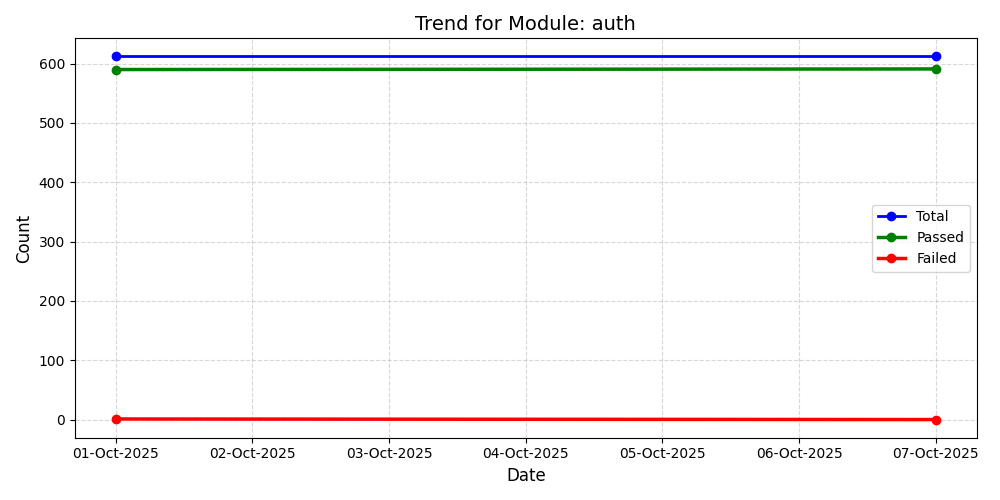 Trend for Module: auth
Count
600
500
400
300
200
100
0
Total
Passed
Failed
01-Oct-2025 02-Oct-2025 03-Oct-2025 04-Oct-2025 05-Oct-2025 06-Oct-2025 07-Oct-2025
Date